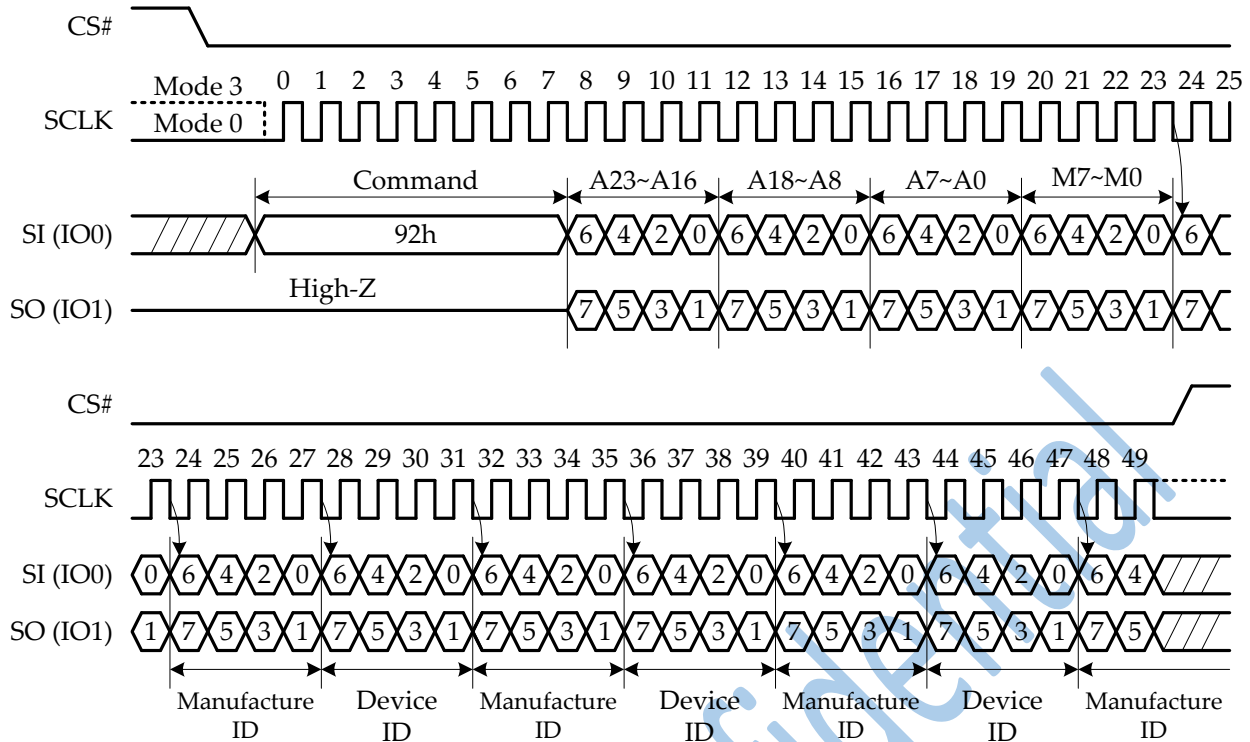 CS#
0 1 2 3 4 5 6 7 8 9 10 11 12 13 14 15 16 17 18 19 20 21 22 23 24 25
Mode 3
SCLK
Mode 0
Command A23~A16 A18~A8 A7~A0 M7~M0
SI (IO0) 92h 6 4 2 0 6 4 2 0 6 4 2 0 6 4 2 0 6
High-Z
SO (IO1) 7 5 3 1 7 5 3 1 7 5 3 1 7 5 3 1 7
CS#
23 24 25 26 27 28 29 30 31 32 33 34 35 36 37 38 39 40 41 42 43 44 45 46 47 48 49
SCLK
SI (IO0) 0 6 4 2 0 6 4 2 0 6 4 2 0 6 4 2 0 6 4 2 0 6 4 2 0 6 4
SO (IO1) 1 7 5 3 1 7 5 3 1 7 5 3 1 7 5 3 1 7 5 3 1 7 5 3 1 7 5
Manufacture Device Manufacture Device Manufacture Device Manufacture
ID ID ID ID ID ID ID
fidential